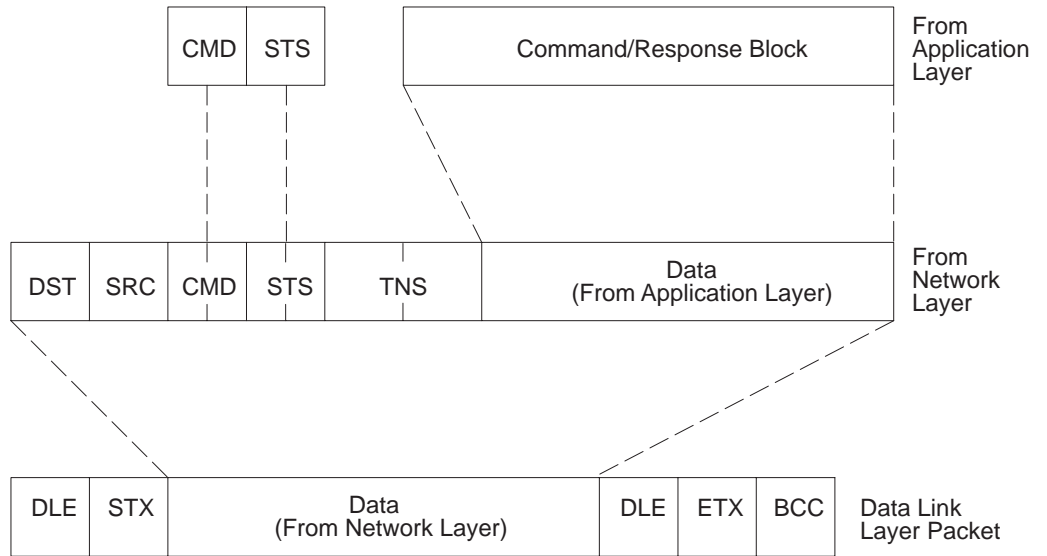 CMD STS Command/Response Block
From
Application
Layer
DST SRC CMD STS TNS
Data
(From Application Layer)
From
Network
Layer
DLE STX
Data
(From Network Layer)
DLE ETX BCC
Data Link
Layer Packet